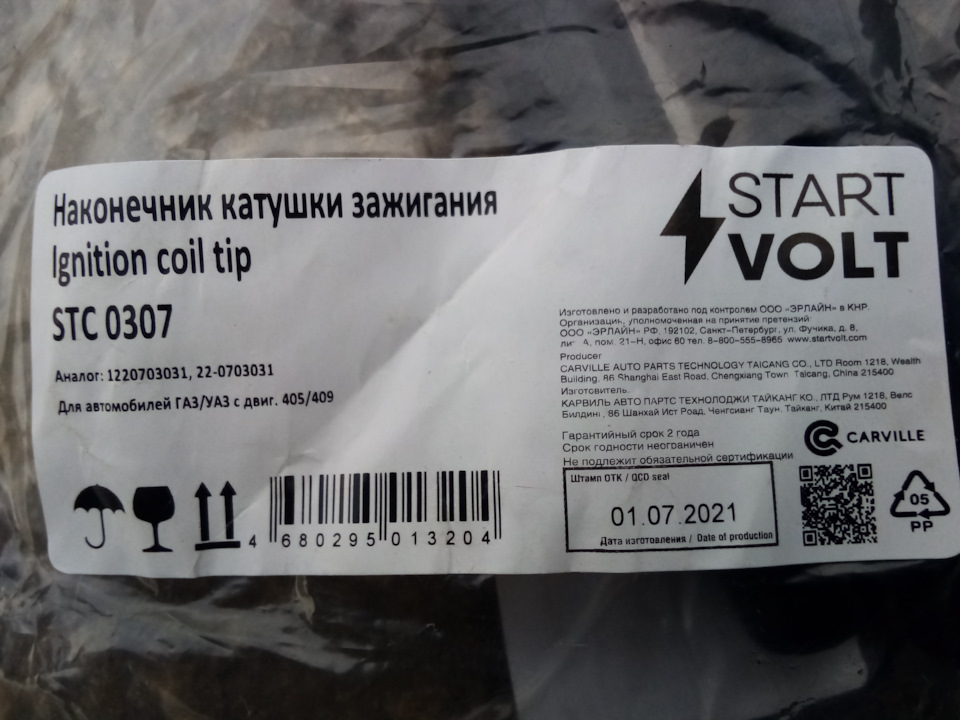 Наконечник катушки зажигания
Ignition coil tip
STC 0307
Аналог: 1220703031, 22-0703031
Для автомобилей ГАЗ/УАЗ с двиг. 405/409
4 680295 013204
START
VOLT
Изготовлено и разработано под контролем ООО «ЭРЛАЙН» в КНР.
Организация, уполномоченная на принятие претензий:
ООО «ЭРЛАЙН» РФ, 192102, Санкт-Петербург, ул. Фучика, д. 8,
А, пом. 21-Н, офис 60 тел. 8-800-555-8965 www.startvolt.com
Producer
CARVILLE AUTO PARTS TECHNOLOGY TAICANG CO., LTD Room 1218, Wealth
Building, 86 Shanghai East Road, Chengxiang Town, Taicang, China 215400
Изготовитель
КАРВИЛЬ АВТО ПАРТС ТЕХНОЛОДЖИ ТАЙКАНГ КО., ЛТД Рум 1218, Велс
Билдинг, 86 Шанхай Ист Роад, Ченгсианг Таун, Тайканг, Китай 215400
Гарантийный срок 2 года
Срок годности неограничен
Не подлежит обязательной сертификации
CARVILLE
Штамп ОТК / QCD seal
01.07.2021
Дата изготовления / Date of production
05
PP